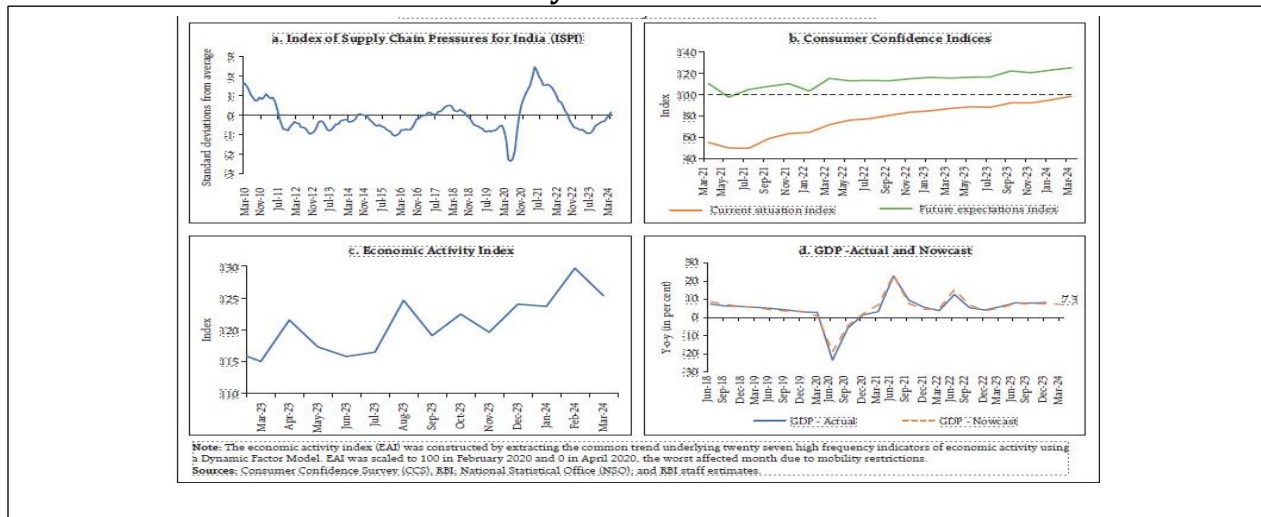 a. Index of Supply Chain Pressures for India (ISPI)
Standard deviations from average
Mar-10
Nov-10
Jul-11
Mar-12
Nov-12
Jul-13
Mar-14
Nov-14
Jul-15
Mar-16
Nov-16
Jul-17
Mar-18
Nov-18
Jul-19
Mar-20
Nov-20
Jul-21
Mar-22
Nov-22
Jul-23
Mar-24
b. Consumer Confidence Indices
Index
140
120
100
80
60
40
Mar-21
May-21
Jul-21
Sep-21
Nov-21
Jan-22
Mar-22
May-22
Jul-22
Sep-22
Nov-22
Jan-23
Mar-23
May-23
Jul-23
Sep-23
Nov-23
Jan-24
Mar-24
Current situation index
Future expectations index
c. Economic Activity Index
Index
130
125
120
115
110
Mar-23
Apr-23
May-23
Jun-23
Jul-23
Aug-23
Sep-23
Oct-23
Nov-23
Dec-23
Jan-24
Feb-24
Mar-24
d. GDP -Actual and Nowcast
Y-o-y (in per cent)
30
20
10
0
-10
-20
-30
Jun-18
Sep-18
Dec-18
Mar-19
Jun-19
Sep-19
Dec-19
Mar-20
Jun-20
Sep-20
Dec-20
Mar-21
Jun-21
Sep-21
Dec-21
Mar-22
Jun-22
Sep-22
Dec-22
Mar-23
Jun-23
Sep-23
Dec-23
Mar-24
GDP - Actual
GDP - Nowcast
Note: The economic activity index (EAI) was constructed by extracting the common trend underlying twenty seven high frequency indicators of economic activity using
a Dynamic Factor Model. EAI was scaled to 100 in February 2020 and 0 in April 2020, the worst affected month due to mobility restrictions.
Sources: Consumer Confidence Survey (CCS), RBI; National Statistical Office (NSO); and RBI staff estimates.